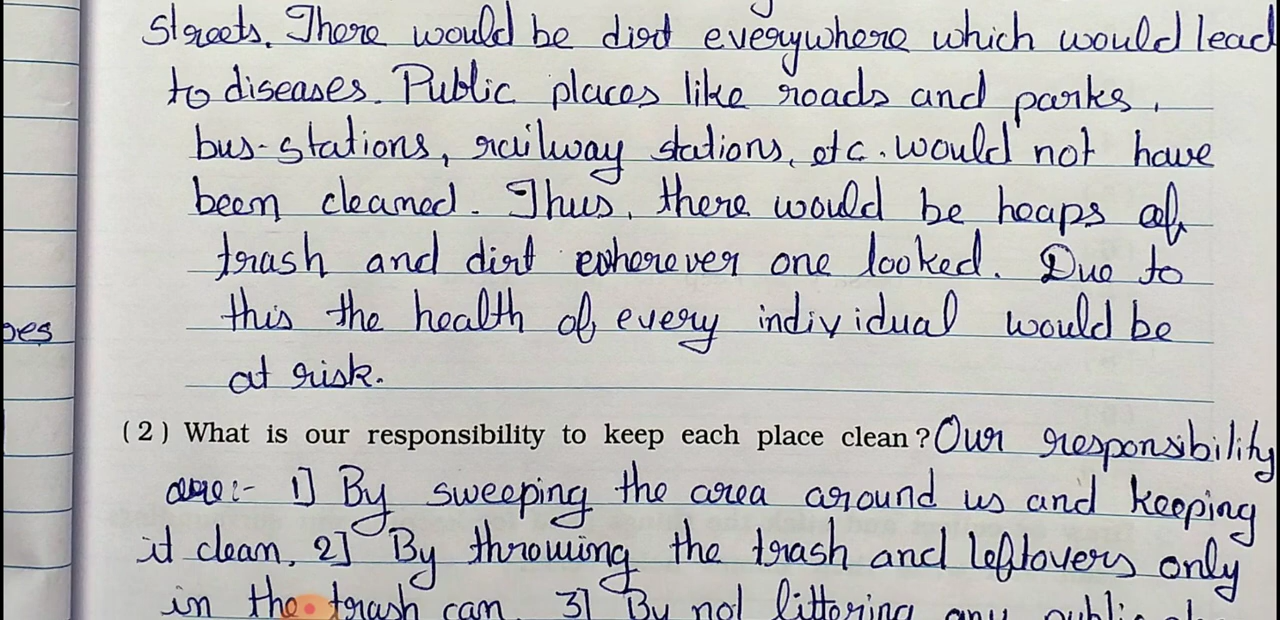 streets. There would be dirt everywhere which would lead
to diseases. Public places like roads and parks,
bus-stations, railway stations, etc. would not have
been cleaned. Thus, there would be heaps of
trash and dirt wherever one looked. Due to
this the health of every individual would be
oes
at risk.
(2) What is our responsibility to keep each place clean? Our responsibility
are:- 1] By sweeping the area around us and keeping
it clean, 2] By throwing the trash and leftovers only
in the trash can 3] By not littering any public